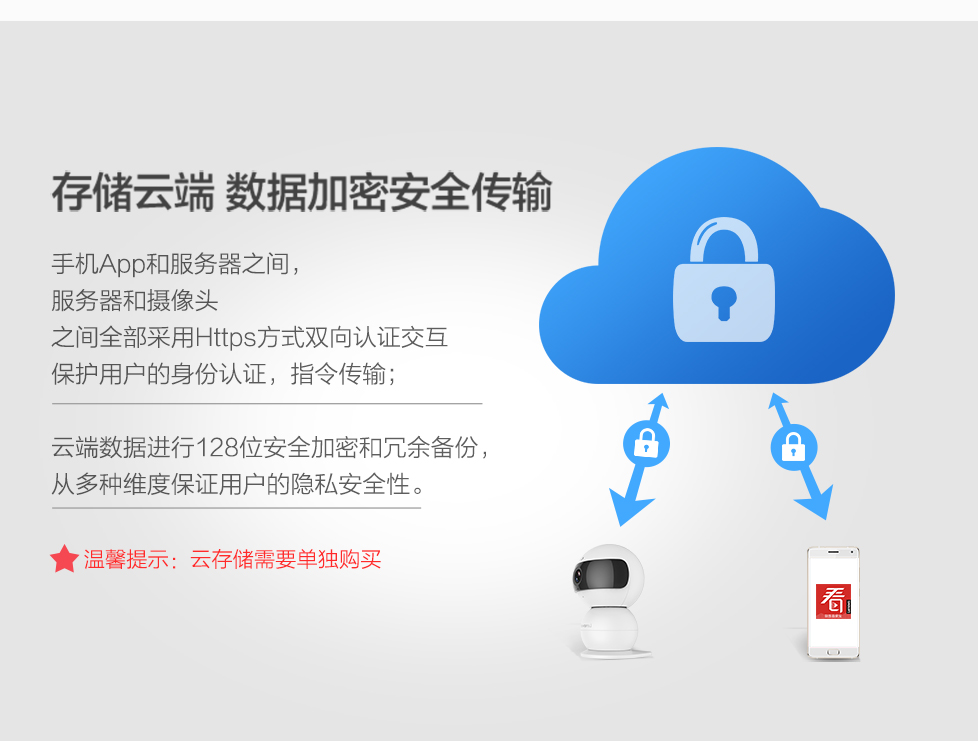 存储云端 数据加密安全传输
手机App和服务器之间，
服务器和摄像头
之间全部采用Https方式双向认证交互
保护用户的身份认证，指令传输；
云端数据进行128位安全加密和冗余备份，
从多种维度保证用户的隐私安全性。
温馨提示：云存储需要单独购买
看